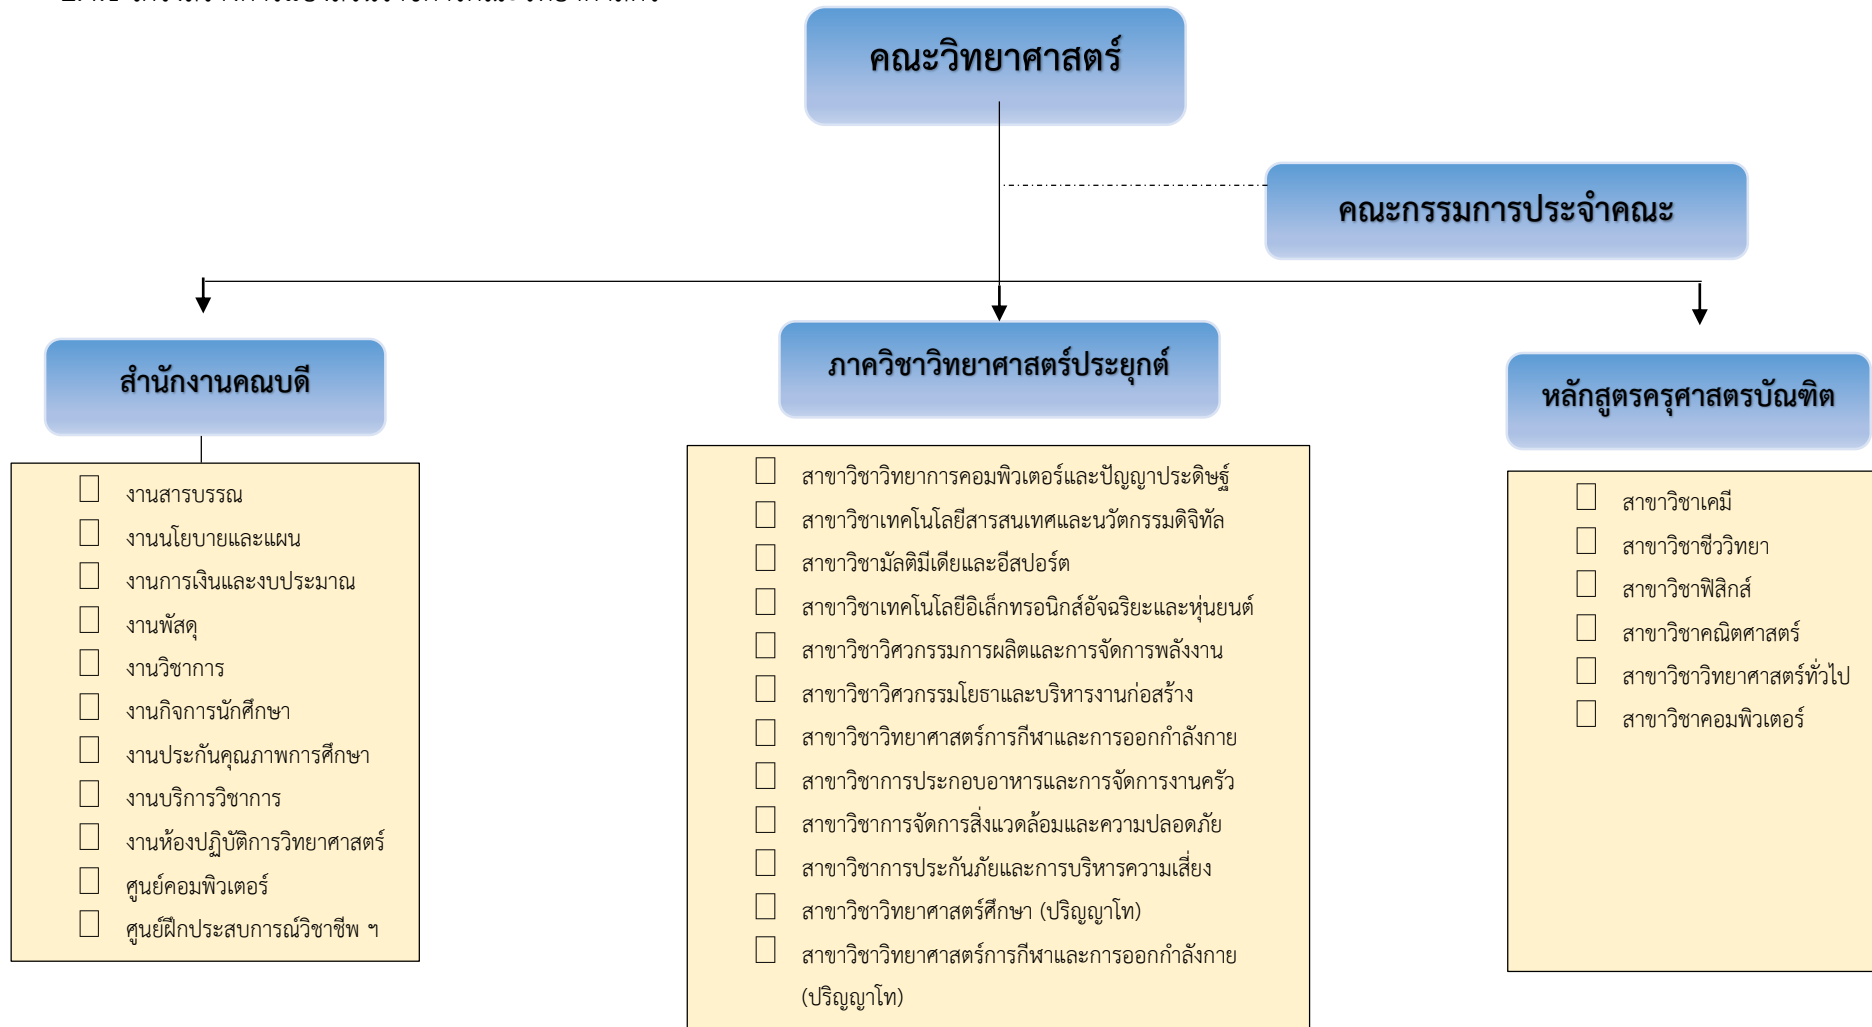 คณะวิทยาศาสตร์
คณะกรรมการประจำคณะ
สำนักงานคณบดี
งานสารบรรณ
งานนโยบายและแผน
งานการเงินและงบประมาณ
งานพัสดุ
งานวิชาการ
งานกิจการนักศึกษา
งานประกันคุณภาพการศึกษา
งานบริการวิชาการ
งานห้องปฏิบัติการวิทยาศาสตร์
ศูนย์คอมพิวเตอร์
ศูนย์ฝึกประสบการณ์วิชาชีพ ฯ
ภาควิชาวิทยาศาสตร์ประยุกต์
สาขาวิชาวิทยาการคอมพิวเตอร์และปัญญาประดิษฐ์
สาขาวิชาเทคโนโลยีสารสนเทศและนวัตกรรมดิจิทัล
สาขาวิชามัลติมีเดียและอีสปอร์ต
สาขาวิชาเทคโนโลยีอิเล็กทรอนิกส์อัจฉริยะและหุ่นยนต์
สาขาวิชาวิศวกรรมการผลิตและการจัดการพลังงาน
สาขาวิชาวิศวกรรมโยธาและบริหารงานก่อสร้าง
สาขาวิชาวิทยาศาสตร์การกีฬาและการออกกำลังกาย
สาขาวิชาการประกอบอาหารและการจัดการงานครัว
สาขาวิชาการจัดการสิ่งแวดล้อมและความปลอดภัย
สาขาวิชาการประกันภัยและการบริหารความเสี่ยง
สาขาวิชาวิทยาศาสตร์ศึกษา (ปริญญาโท)
สาขาวิชาวิทยาศาสตร์การกีฬาและการออกกำลังกาย
(ปริญญาโท)
หลักสูตรครุศาสตรบัณฑิต
สาขาวิชาเคมี
สาขาวิชาชีววิทยา
สาขาวิชาฟิสิกส์
สาขาวิชาคณิตศาสตร์
สาขาวิชาวิทยาศาสตร์ทั่วไป
สาขาวิชาคอมพิวเตอร์